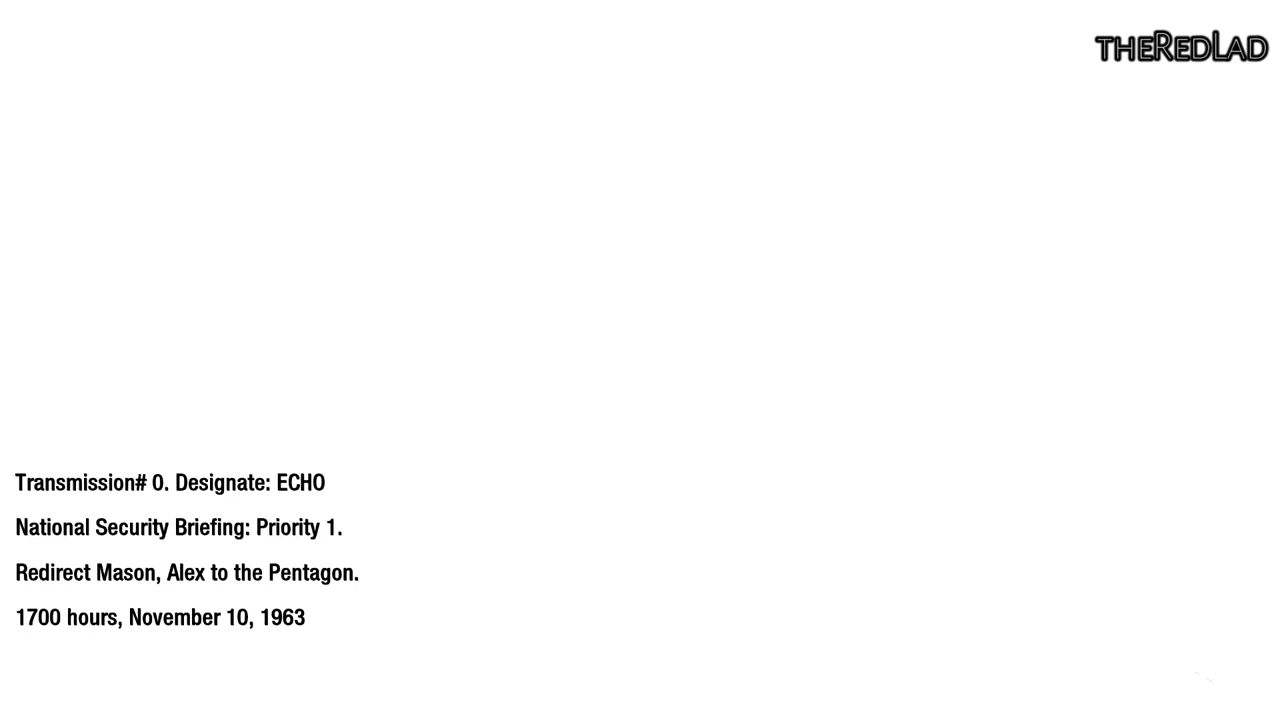 THEREDLAD
Transmission# 0. Designate: ECHO
National Security Briefing: Priority 1.
Redirect Mason, Alex to the Pentagon.
1700 hours, November 10, 1963